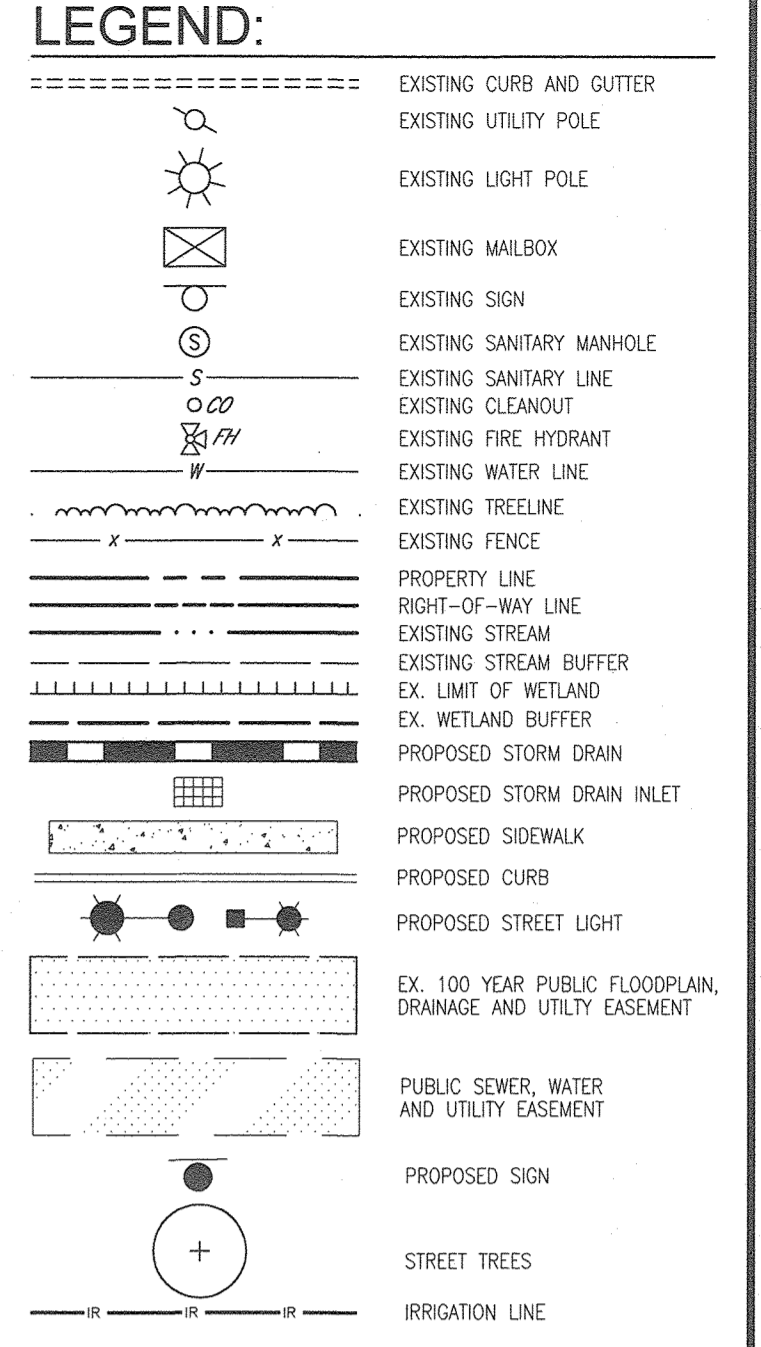 LEGEND:
EXISTING CURB AND GUTTER
EXISTING UTILITY POLE
EXISTING LIGHT POLE
EXISTING MAILBOX
EXISTING SIGN
S EXISTING SANITARY MANHOLE
S EXISTING SANITARY LINE
CO EXISTING CLEANOUT
FH EXISTING FIRE HYDRANT
W EXISTING WATER LINE
EXISTING TREELINE
X X EXISTING FENCE
PROPERTY LINE
RIGHT-OF-WAY LINE
EXISTING STREAM
EXISTING STREAM BUFFER
EX. LIMIT OF WETLAND
EX. WETLAND BUFFER
PROPOSED STORM DRAIN
PROPOSED STORM DRAIN INLET
PROPOSED SIDEWALK
PROPOSED CURB
PROPOSED STREET LIGHT
EX. 100 YEAR PUBLIC FLOODPLAIN,
DRAINAGE AND UTILTY EASEMENT
PUBLIC SEWER, WATER
AND UTILITY EASEMENT
PROPOSED SIGN
STREET TREES
IR IR IR IRRIGATION LINE